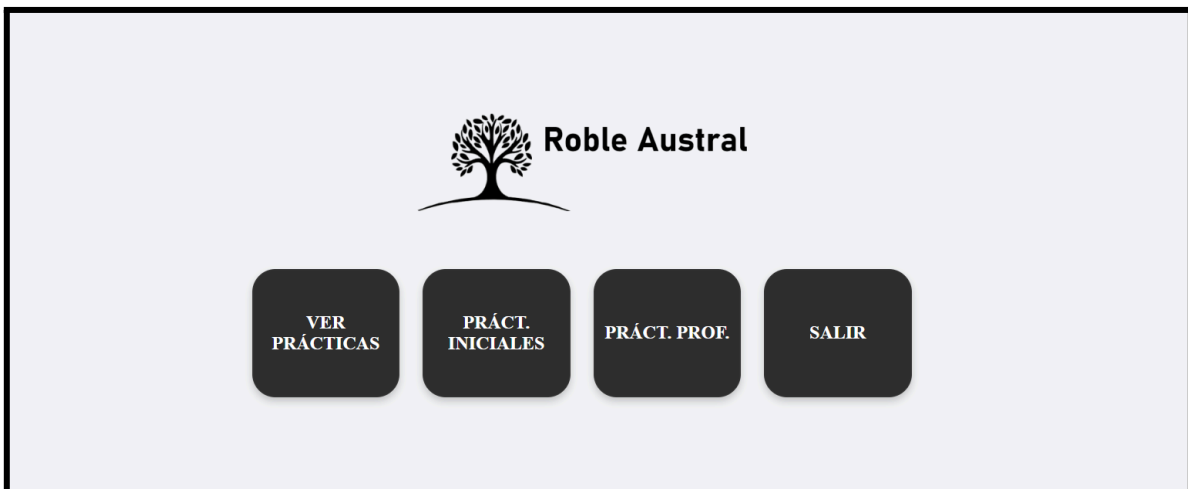 Roble Austral
VER
PRÁCTICAS
PRÁCT.
INICIALES
PRÁCT. PROF.
SALIR